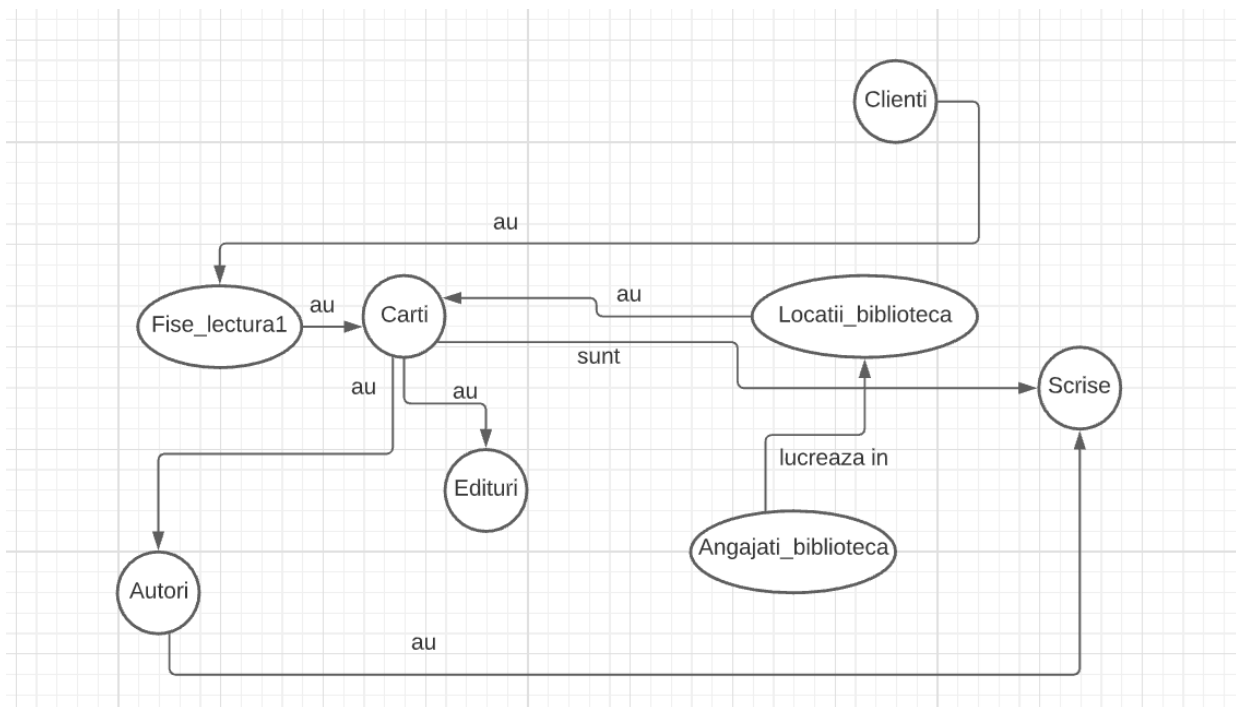 Clienti
au
Fise_lectura1
au
Carti
au
Locatii_biblioteca
sunt
Scrise
au
au
lucreaza in
Edituri
Angajati_biblioteca
Autori
au